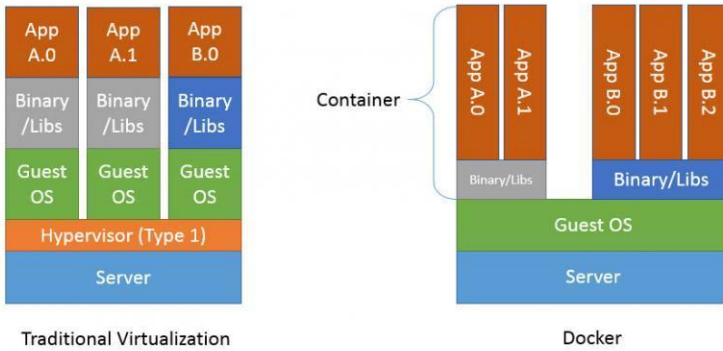 App
A.0
App
A.1
App
B.0
Binary
/Libs
Binary
/Libs
Binary
/Libs
Guest
OS
Guest
OS
Guest
OS
Hypervisor (Type 1)
Server
Traditional Virtualization
Container
App A.0
App A.1
App B.0
App B.1
App B.2
Binary/Libs
Binary/Libs
Guest OS
Server
Docker